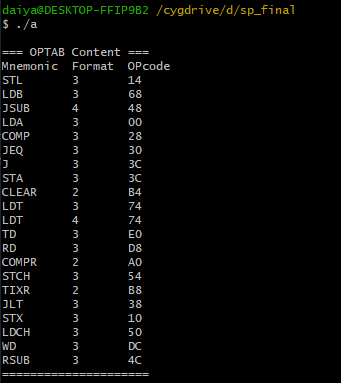 daiya@DESKTOP-FFIP9B2 /cygdrive/d/sp_final
$ ./a
=== OPTAB Content ===
Mnemonic Format OPcode
STL 3 14
LDB 3 68
JSUB 4 48
LDA 3 00
COMP 3 28
JEQ 3 30
J 3 3C
STA 3 3C
CLEAR 2 B4
LDT 3 74
LDT 4 74
TD 3 E0
RD 3 D8
COMPR 2 A0
STCH 3 54
TIXR 2 B8
JLT 3 38
STX 3 10
LDCH 3 50
WD 3 DC
RSUB 3 4C
=====================